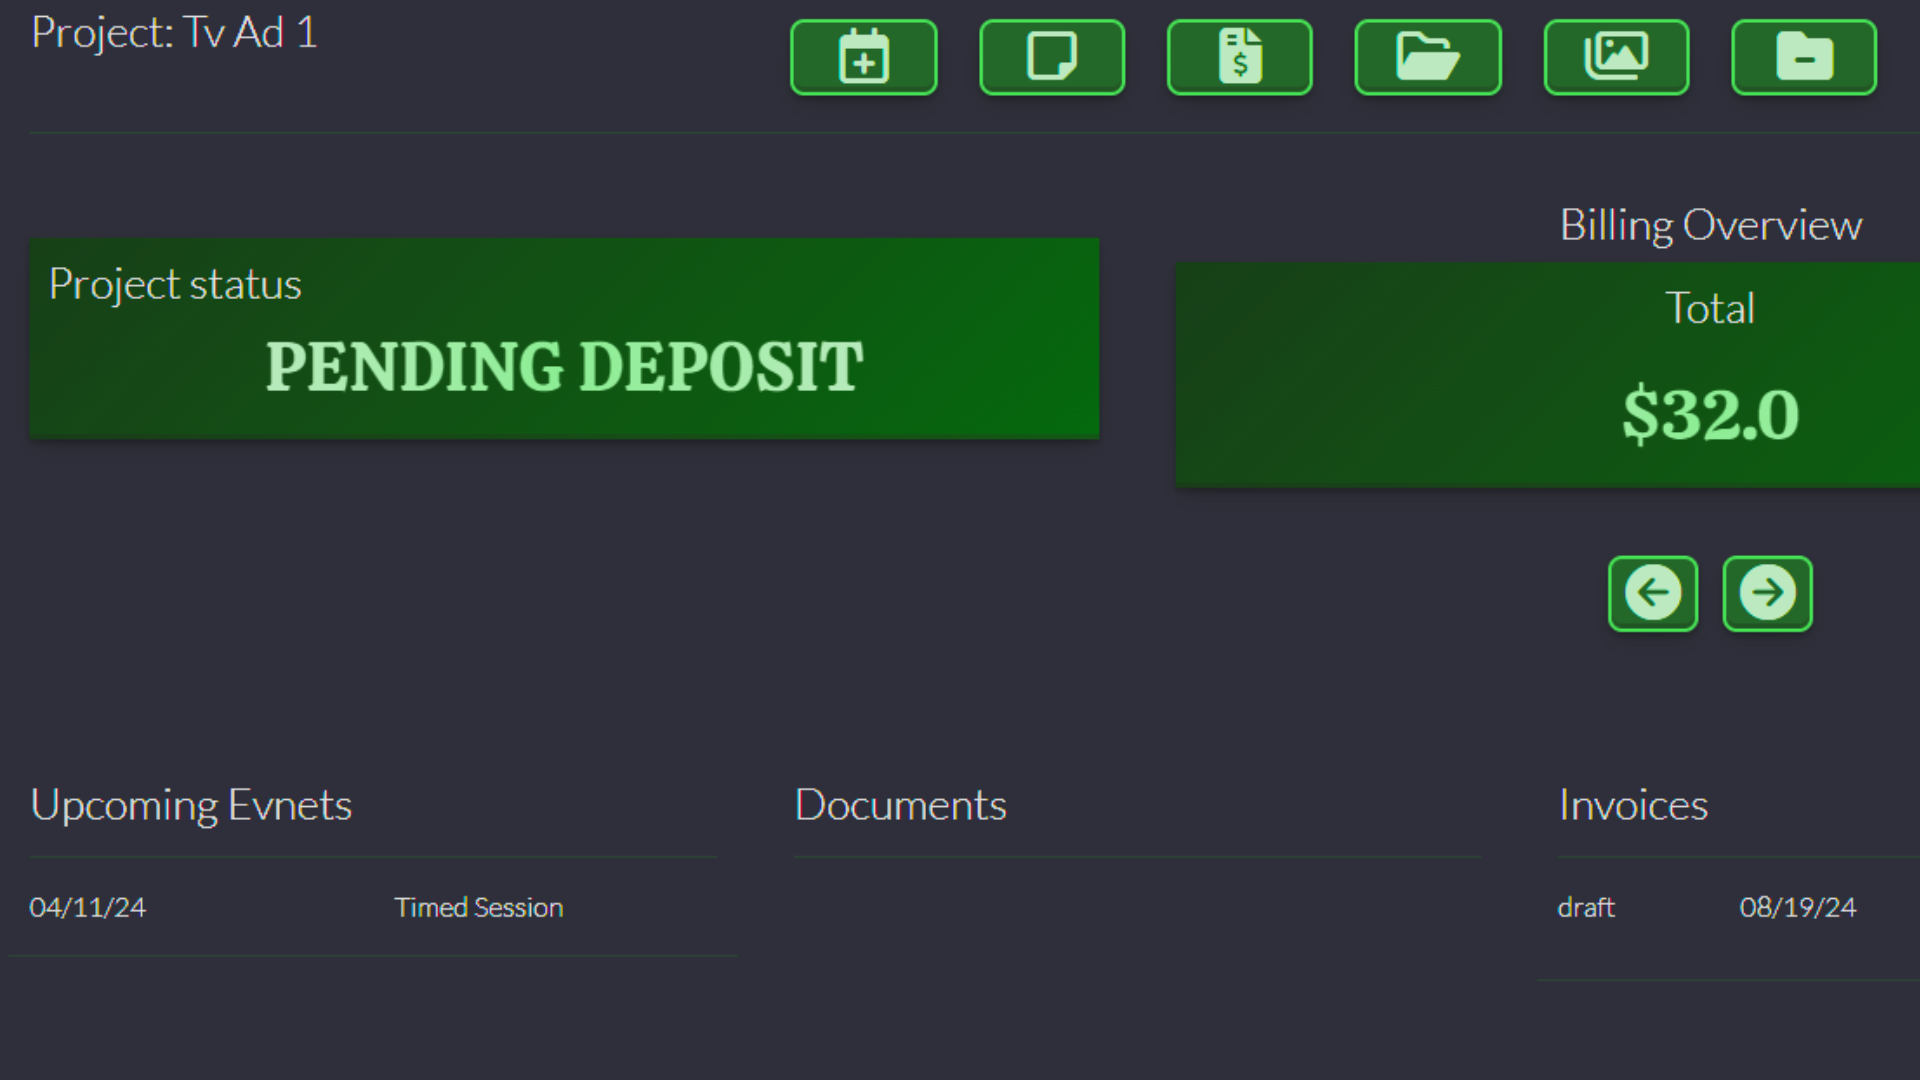 Project: Tv Ad 1
$
Project status
PENDING DEPOSIT
Billing Overview
Total
$32.0
Upcoming Evnets
04/11/24 Timed Session
Documents
Invoices
draft 08/19/24